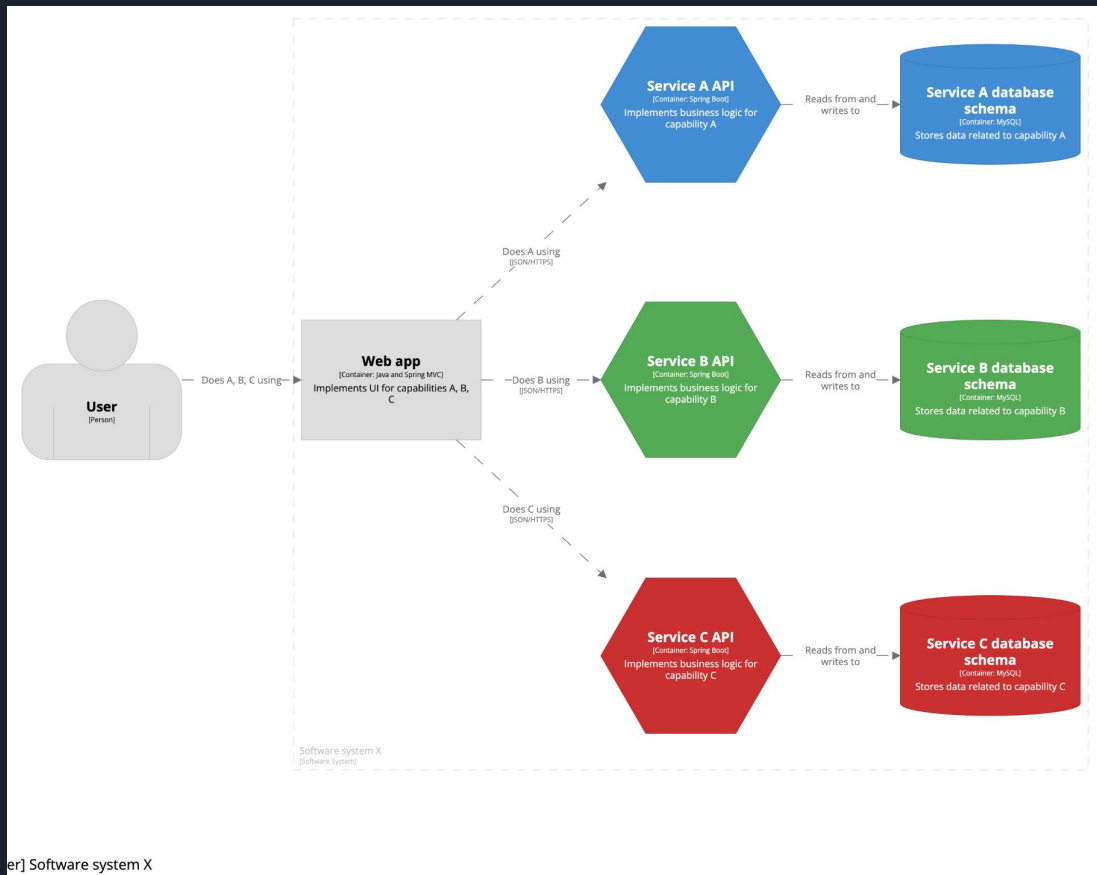 Service A API
[Container: Spring Boot]
Implements business logic for
capability A
Reads from and
writes to
Service A database
schema
[Container: MySQL]
Stores data related to capability A
Does A using
[JSON/HTTPS]
User
[Person]
Does A, B, C using
Web app
[Container: Java and Spring MVC]
Implements UI for capabilities A, B,
C
Does B using
[JSON/HTTPS]
Service B API
[Container: Spring Boot]
Implements business logic for
capability B
Reads from and
writes to
Service B database
schema
[Container: MySQL]
Stores data related to capability B
Does C using
[JSON/HTTPS]
Service C API
[Container: Spring Boot]
Implements business logic for
capability C
Reads from and
writes to
Service C database
schema
[Container: MySQL]
Stores data related to capability C
Software system X
[Software System]
er] Software system X